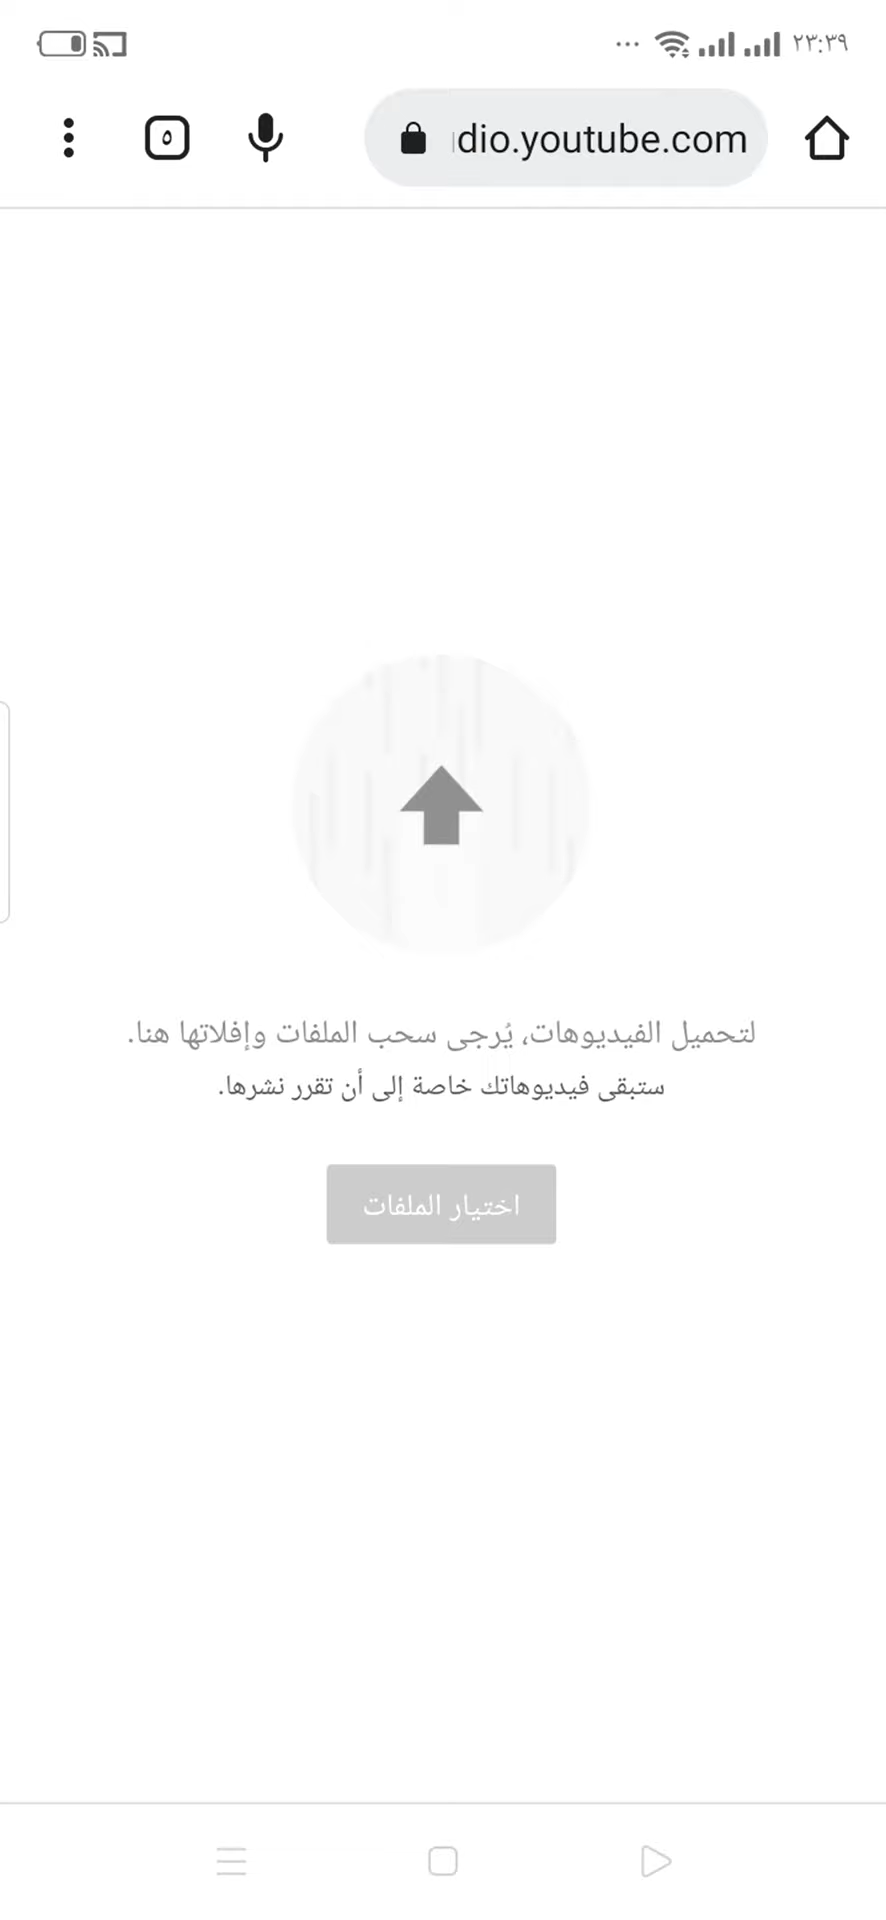 ٢٣:٣٩
dio.youtube.com
٥
لتحميل الفيديوهات، يُرجى سحب الملفات وإفلاتها هنا.
ستبقى فيديوهاتك خاصة إلى أن تقرر نشرها.
اختيار الملفات